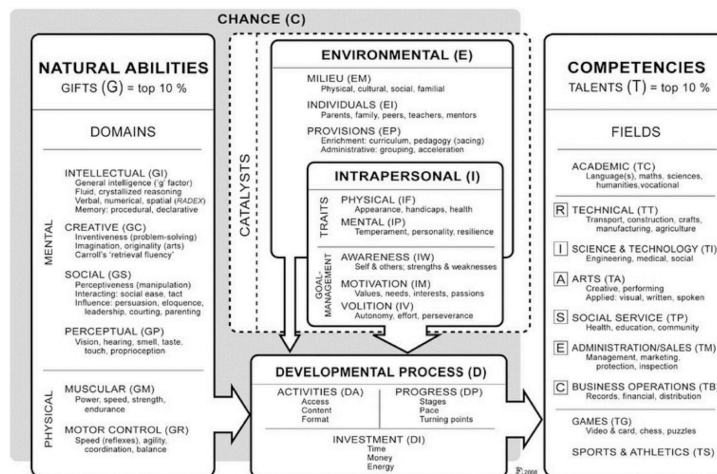 CHANCE (C)
NATURAL ABILITIES
GIFTS (G) = top 10 %
DOMAINS
MENTAL
INTELLECTUAL (GI)
General intelligence ('g' factor)
Fluid, crystallized reasoning
Verbal, numerical, spatial (RADEX)
Memory: procedural, declarative
CREATIVE (GC)
Inventiveness (problem-solving)
Imagination, originality (arts)
Carroll's 'retrieval fluency'
SOCIAL (GS)
Perceptiveness (manipulation)
Interacting: social ease, tact
Influence: persuasion, eloquence,
leadership, courting, parenting
PERCEPTUAL (GP)
Vision, hearing, smell, taste,
touch, proprioception
PHYSICAL
MUSCULAR (GM)
Power, speed, strength,
endurance
MOTOR CONTROL (GR)
Speed (reflexes), agility,
coordination, balance
CATALYSTS
ENVIRONMENTAL (E)
MILIEU (EM)
Physical, cultural, social, familial
INDIVIDUALS (EI)
Parents, family, peers, teachers, mentors
PROVISIONS (EP)
Enrichment: curriculum, pedagogy (pacing)
Administrative: grouping, acceleration
INTRAPERSONAL (I)
TRAITS
PHYSICAL (IF)
Appearance, handicaps, health
MENTAL (IP)
Temperament, personality, resilience
GOAL-
MANAGEMENT
AWARENESS (IW)
Self & others; strengths & weaknesses
MOTIVATION (IM)
Values, needs, interests, passions
VOLITION (IV)
Autonomy, effort, perseverance
DEVELOPMENTAL PROCESS (D)
ACTIVITIES (DA)
Access
Content
Format
PROGRESS (DP)
Stages
Pace
Turning points
INVESTMENT (DI)
Time
Money
Energy
COMPETENCIES
TALENTS (T) = top 10 %
FIELDS
ACADEMIC (TC)
Language(s), maths, sciences,
humanities,vocational
R TECHNICAL (TT)
Transport, construction, crafts,
manufacturing, agriculture
I SCIENCE & TECHNOLOGY (TI)
Engineering, medical, social
A ARTS (TA)
Creative, performing
Applied: visual, written, spoken
S SOCIAL SERVICE (TP)
Health, education, community
E ADMINISTRATION/SALES (TM)
Management, marketing,
protection, inspection
C BUSINESS OPERATIONS (TB)
Records, financial, distribution
GAMES (TG)
Video & card, chess, puzzles
SPORTS & ATHLETICS (TS)